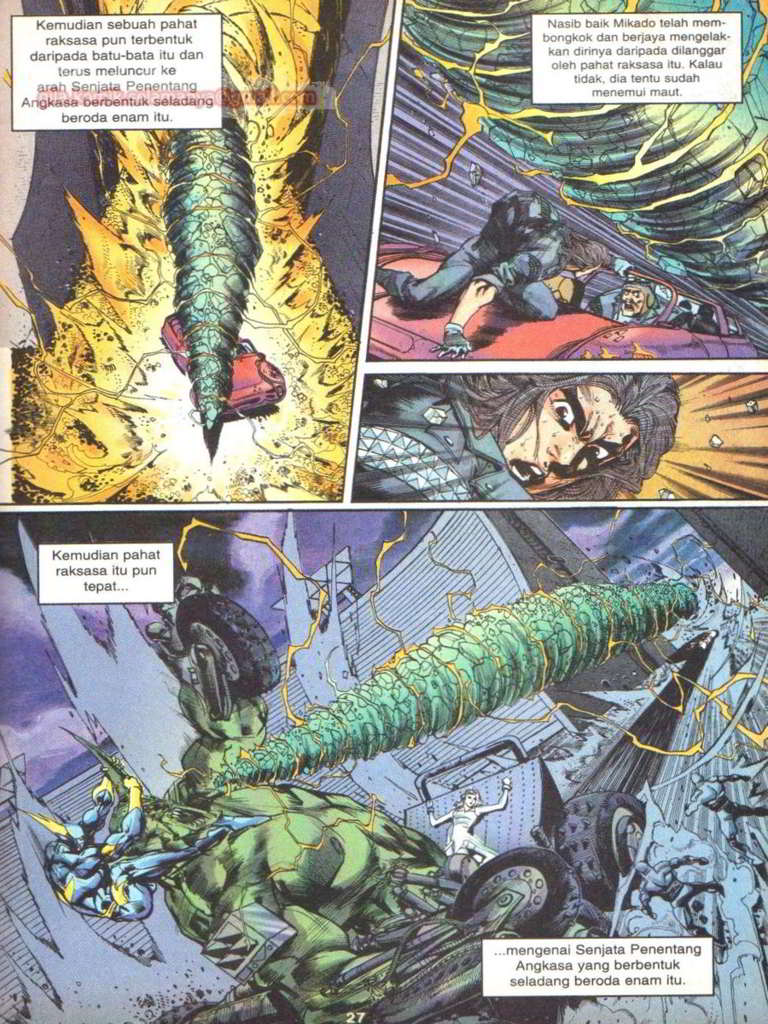 Kemudian sebuah pahat
raksasa pun terbentuk
daripada batu-bata itu dan
terus meluncur ke
arah Senjata Penentang
Angkasa berbentuk seladang
beroda enam itu.
Nasib baik Mikado telah mem-
bongkok dan berjaya mengelak-
kan dirinya daripada dilanggar
oleh pahat raksasa itu. Kalau
tidak, dia tentu sudah
menemui maut.
Kemudian pahat
raksasa itu pun
tepat...
...mengenai Senjata Penentang
Angkasa yang berbentuk
seladang beroda enam itu.
27